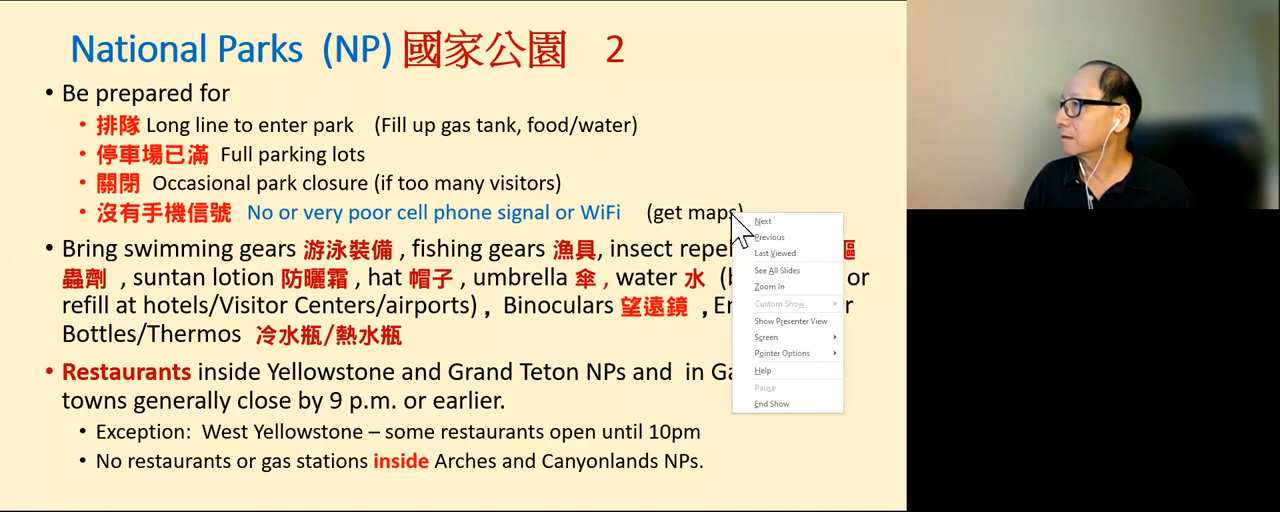 National Parks (NP) 國家公園 2
• Be prepared for
• 排隊 Long line to enter park (Fill up gas tank, food/water)
• 停車場已滿 Full parking lots
• 關閉 Occasional park closure (if too many visitors)
• 沒有手機信號 No or very poor cell phone signal or WiFi (get maps)
• Bring swimming gears 游泳裝備 , fishing gears 漁具, insect
蟲劑 , suntan lotion 防曬霜 , hat 帽子 , umbrella 傘 , water 水 or
refill at hotels/Visitor Centers/airports) , Binoculars 望遠鏡 ,
Bottles/Thermos 冷水瓶/熱水瓶
• Restaurants inside Yellowstone and Grand Teton NPs and in
towns generally close by 9 p.m. or earlier.
• Exception: West Yellowstone – some restaurants open until 10pm
• No restaurants or gas stations inside Arches and Canyonlands NPs.
Next
Previous
Last Viewed
See All Slides
Zoom In
Custom Show
Show Presenter View
Screen
Pointer Options
Help
Pause
End Show